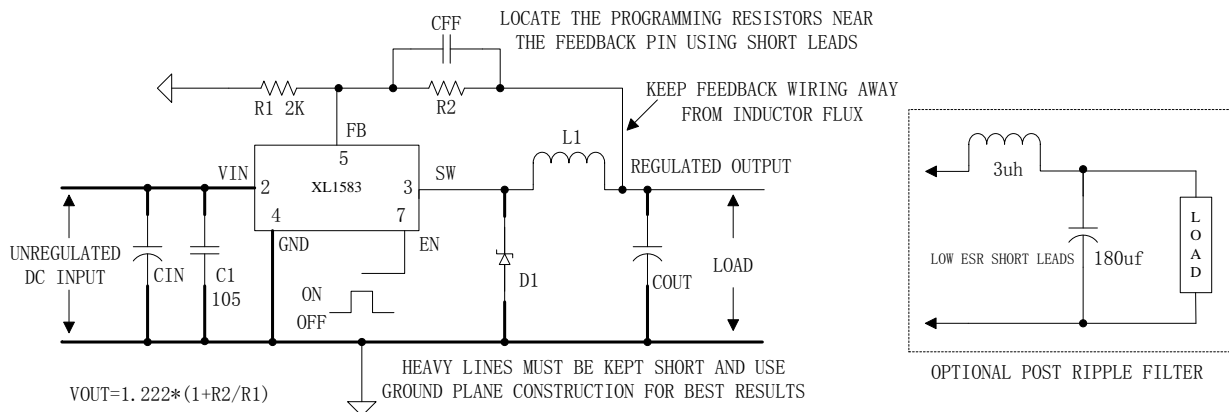 LOCATE THE PROGRAMMING RESISTORS NEAR
THE FEEDBACK PIN USING SHORT LEADS
CFF
R1 2K
R2
KEEP FEEDBACK WIRING AWAY
FROM INDUCTOR FLUX
FB
5
L1
VIN
SW
REGULATED OUTPUT
2
XL1583
3
4
7
GND
EN
UNREGULATED
DC INPUT
CIN
C1
105
ON
OFF
D1
COUT
LOAD
HEAVY LINES MUST BE KEPT SHORT AND USE
GROUND PLANE CONSTRUCTION FOR BEST RESULTS
VOUT=1.222*(1+R2/R1)
3uh
LOW ESR SHORT LEADS
180uf
LOAD
OPTIONAL POST RIPPLE FILTER